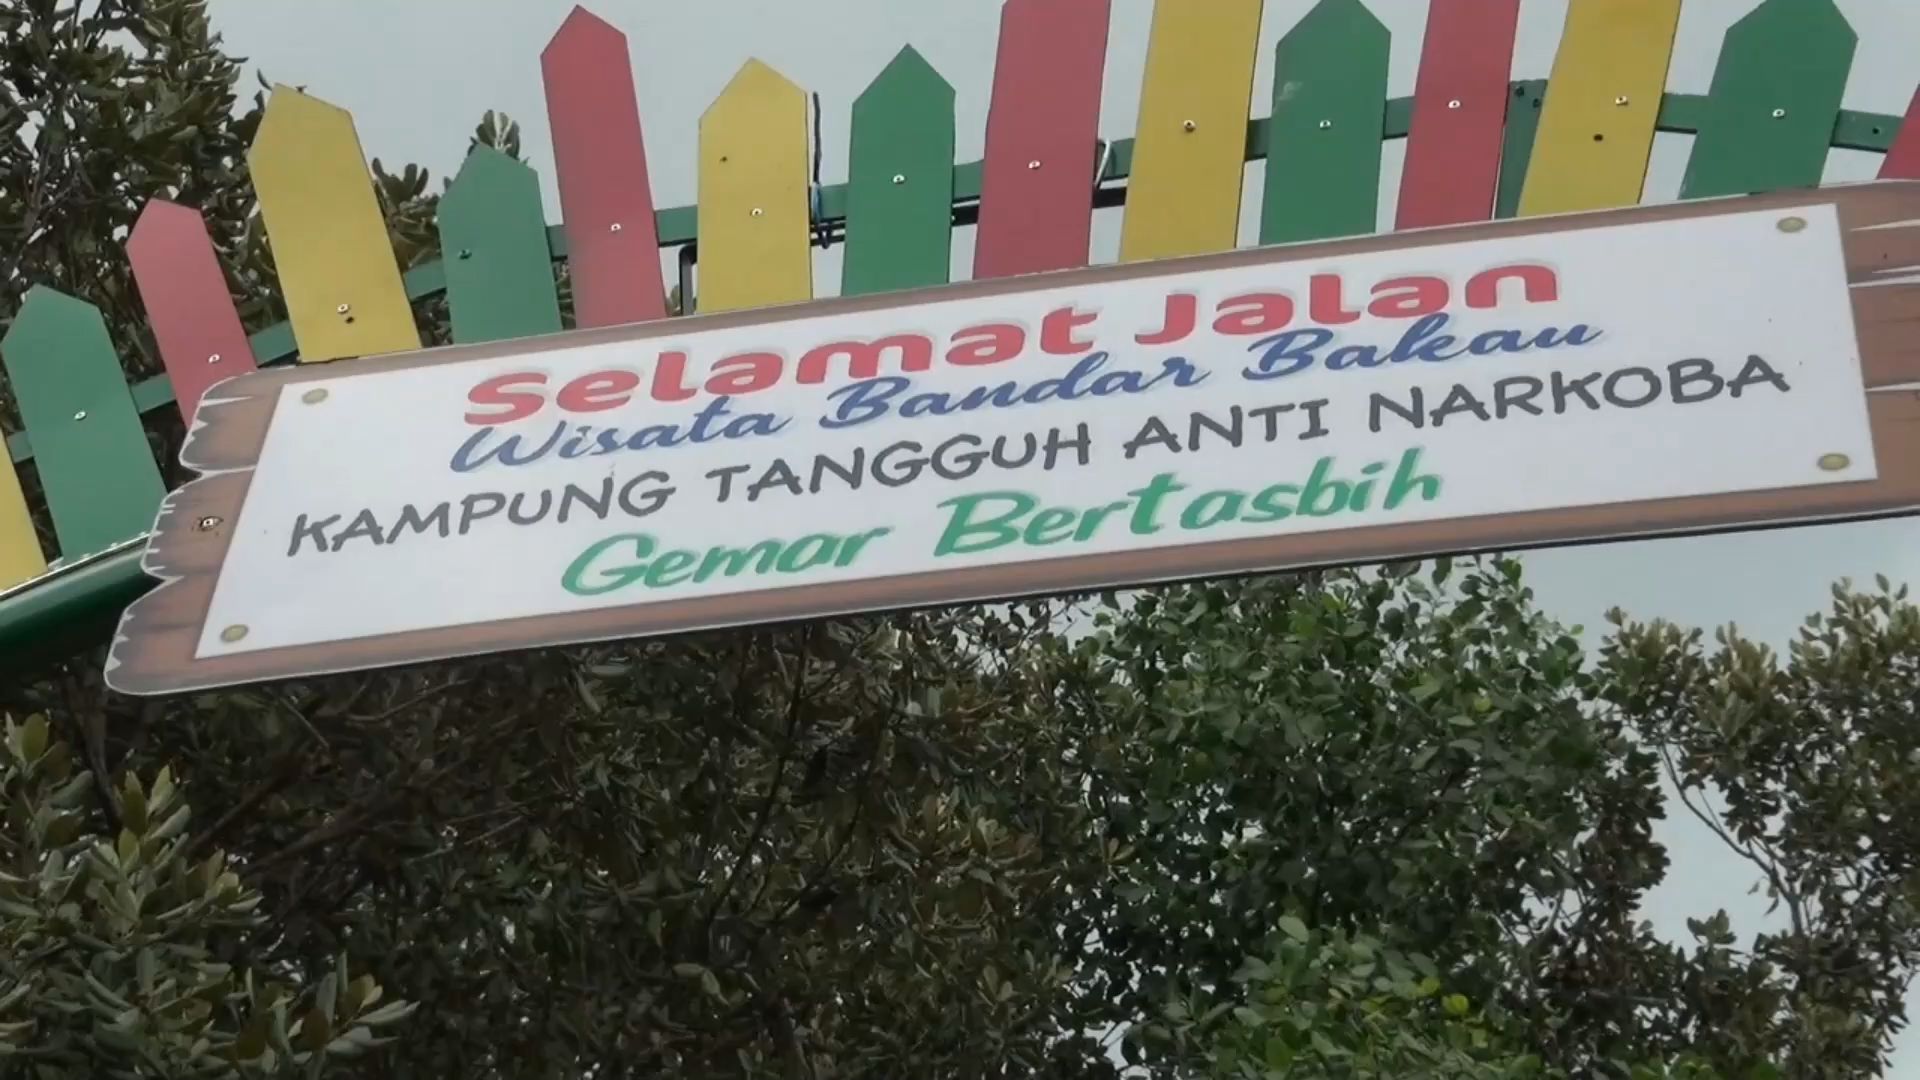 Selamat Jalan
Wisata Bandar Bakau
KAMPUNG TANGGUH ANTI NARKOBA
Gemar Bertasbih